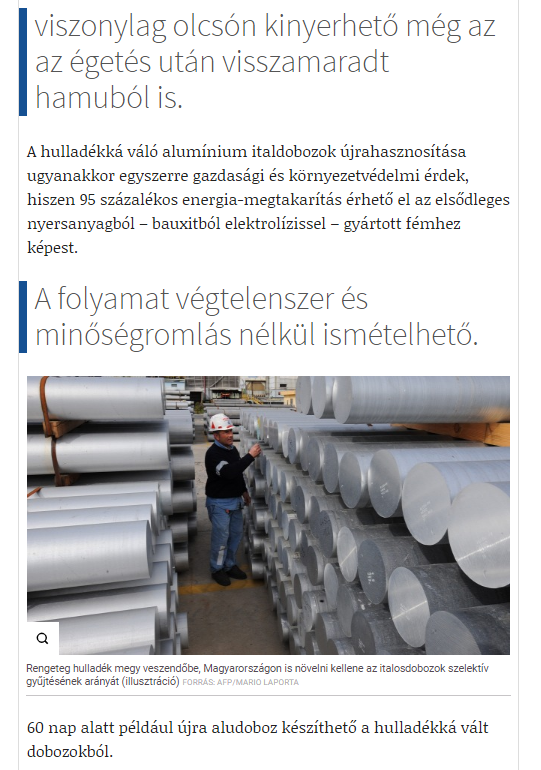 viszonylag olcsón kinyerhető még az
az égetés után visszamaradt
hamuból is.
A hulladékká váló alumínium italdobozok újrahasznosítása
ugyanakkor egyszerre gazdasági és környezetvédelmi érdek,
hiszen 95 százalékos energia-megtakarítás érhető el az elsődleges
nyersanyagból – bauxitból elektrolízissel – gyártott fémhez
képest.
A folyamat végtelenszer és
minőségromlás nélkül ismételhető.
Rengeteg hulladék megy veszendőbe, Magyarországon is növelni kellene az italosdobozok szelektív
gyűjtésének arányát (illusztráció) FORRÁS: AFP/MARIO LAPORTA
60 nap alatt például újra aludoboz készíthető a hulladékká vált
dobozokból.